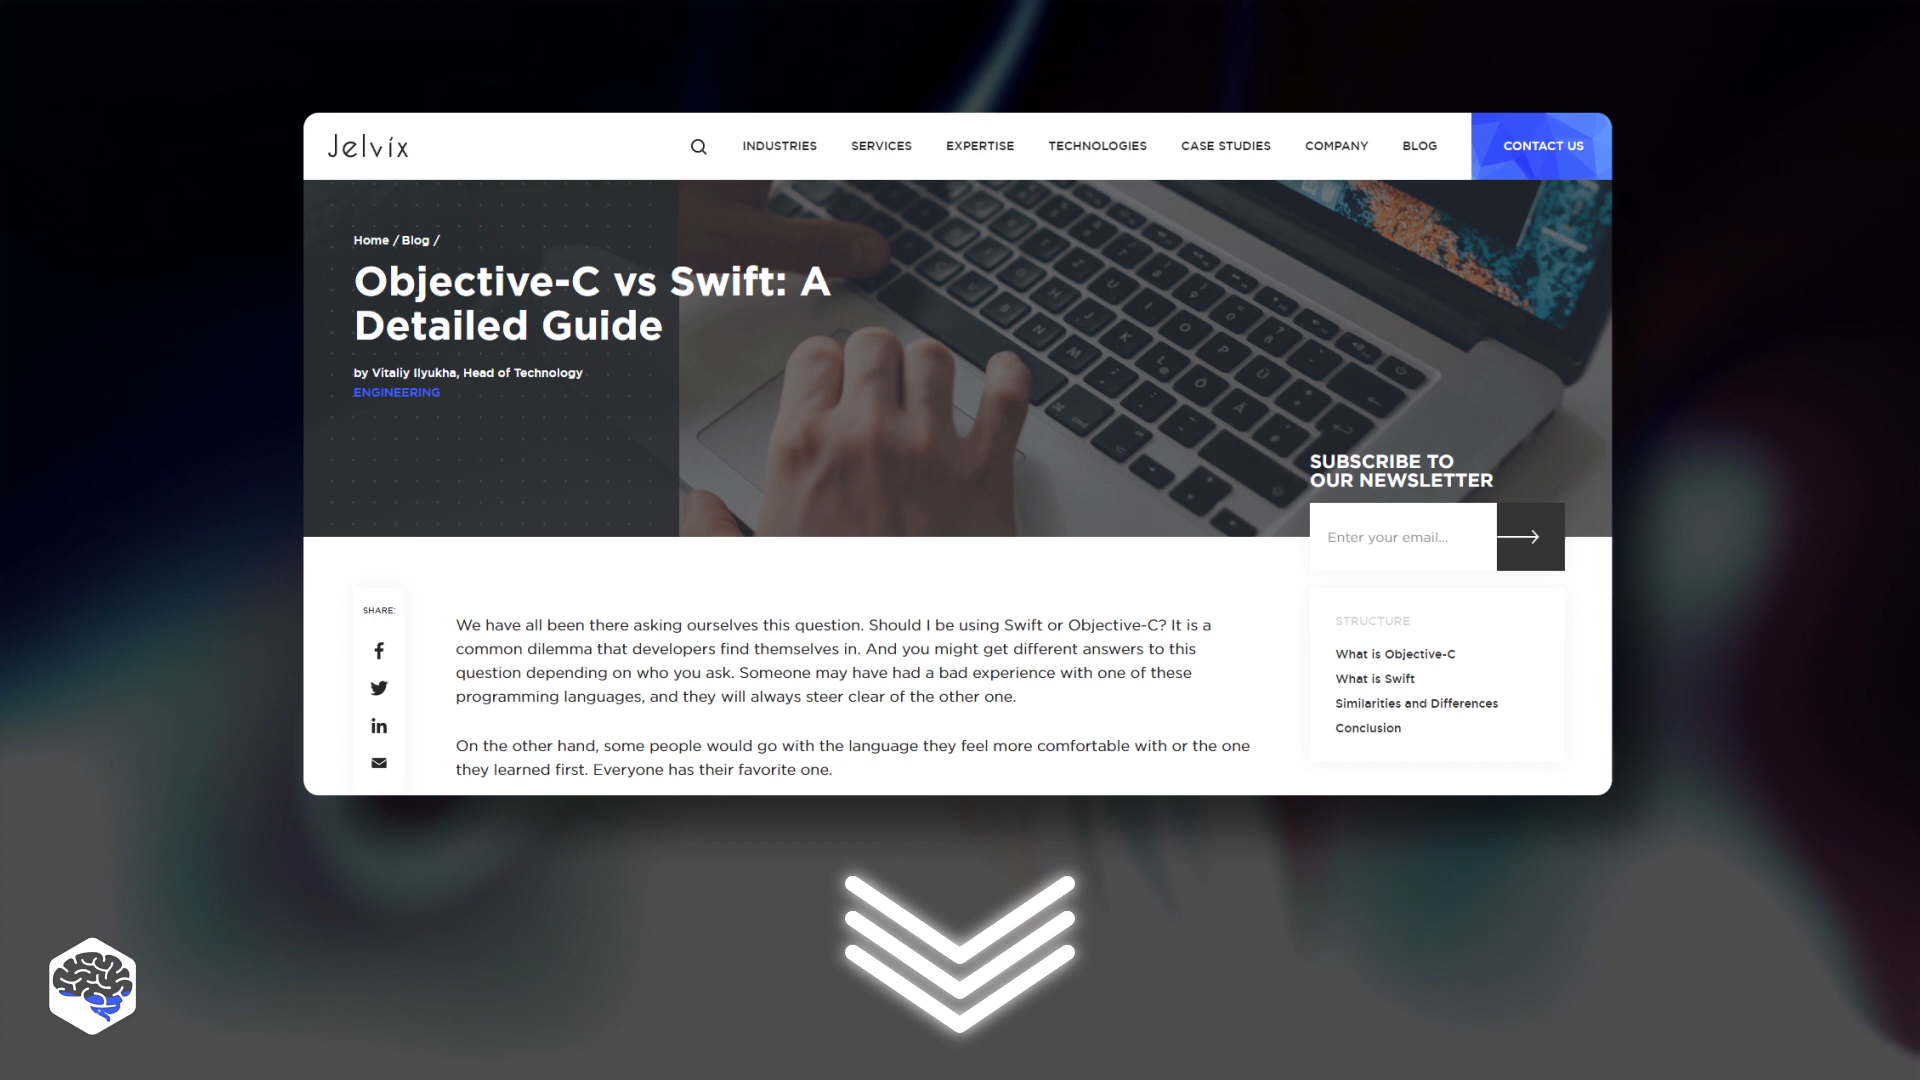 Jelvix
INDUSTRIES
SERVICES
EXPERTISE
TECHNOLOGIES
CASE STUDIES
COMPANY
BLOG
CONTACT US
Home / Blog /
Objective-C vs Swift: A
Detailed Guide
by Vitaliy Ilyukha, Head of Technology
ENGINEERING
SUBSCRIBE TO
OUR NEWSLETTER
Enter your email...
SHARE:
We have all been there asking ourselves this question. Should I be using Swift or Objective-C? It is a
common dilemma that developers find themselves in. And you might get different answers to this
question depending on who you ask. Someone may have had a bad experience with one of these
programming languages, and they will always steer clear of the other one.
On the other hand, some people would go with the language they feel more comfortable with or the one
they learned first. Everyone has their favorite one.
STRUCTURE
What is Objective-C
What is Swift
Similarities and Differences
Conclusion